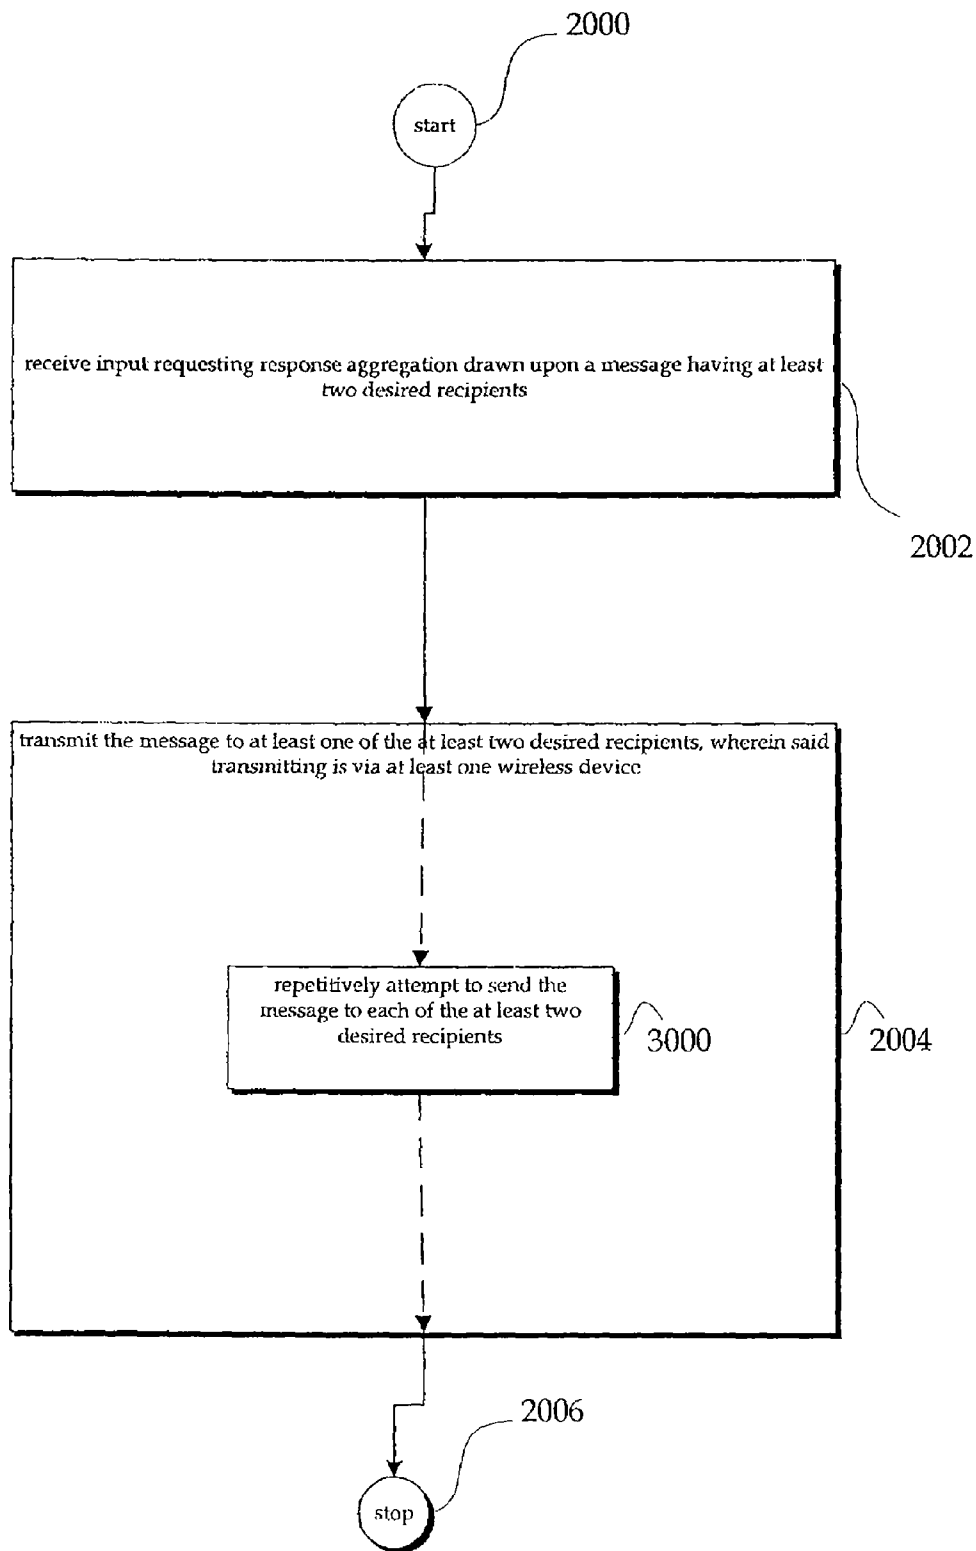 2000
start
receive input requesting response aggregation drawn upon a message having at least
two desired recipients
2002
transmit the message to at least one of the at least two desired recipients, wherein said
transmitting is via at least one wireless device
repetitively attempt to send the
message to each of the at least two
desired recipients
3000
2004
2006
stop